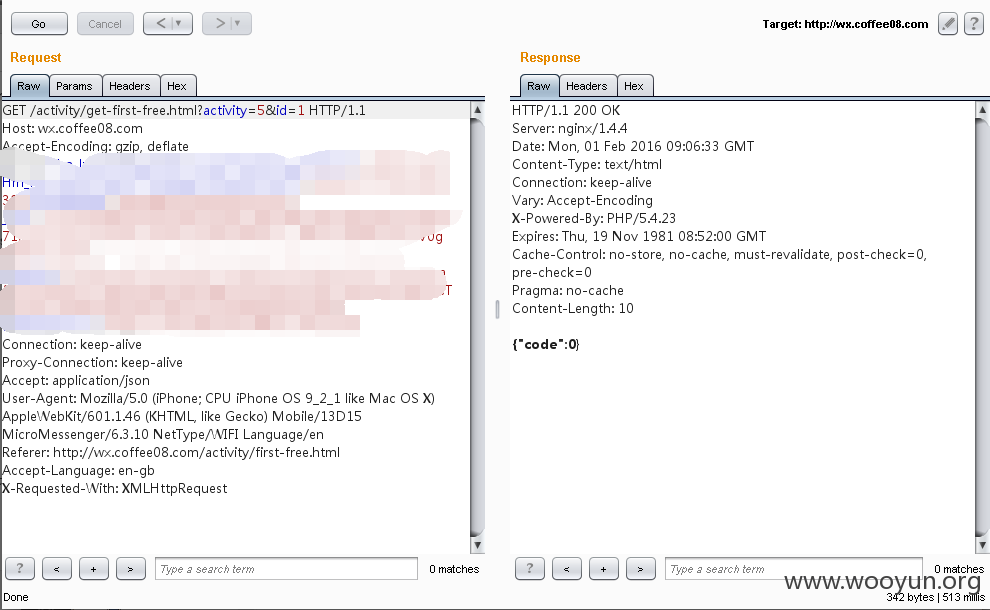 Go Cancel < > Target: http://wx.coffee08.com ?
Request Response
Raw Params Headers Hex Raw Headers Hex
GET /activity/get-first-free.html?activity=5&id=1 HTTP/1.1
Host: wx.coffee08.com
Accept-Encoding: gzip, deflate
Connection: keep-alive
Proxy-Connection: keep-alive
Accept: application/json
User-Agent: Mozilla/5.0 (iPhone; CPU iPhone OS 9_2_1 like Mac OS X)
AppleWebKit/601.1.46 (KHTML, like Gecko) Mobile/13D15
MicroMessenger/6.3.10 NetType/WIFI Language/en
Referer: http://wx.coffee08.com/activity/first-free.html
Accept-Language: en-gb
X-Requested-With: XMLHttpRequest
HTTP/1.1 200 OK
Server: nginx/1.4.4
Date: Mon, 01 Feb 2016 09:06:33 GMT
Content-Type: text/html
Connection: keep-alive
Vary: Accept-Encoding
X-Powered-By: PHP/5.4.23
Expires: Thu, 19 Nov 1981 08:52:00 GMT
Cache-Control: no-store, no-cache, must-revalidate, post-check=0,
pre-check=0
Pragma: no-cache
Content-Length: 10
{"code":0}
? < + > Type a search term 0 matches ? < + > Type a search term 0 matches
www.wooyun.org
Done 342 bytes | 513 millis